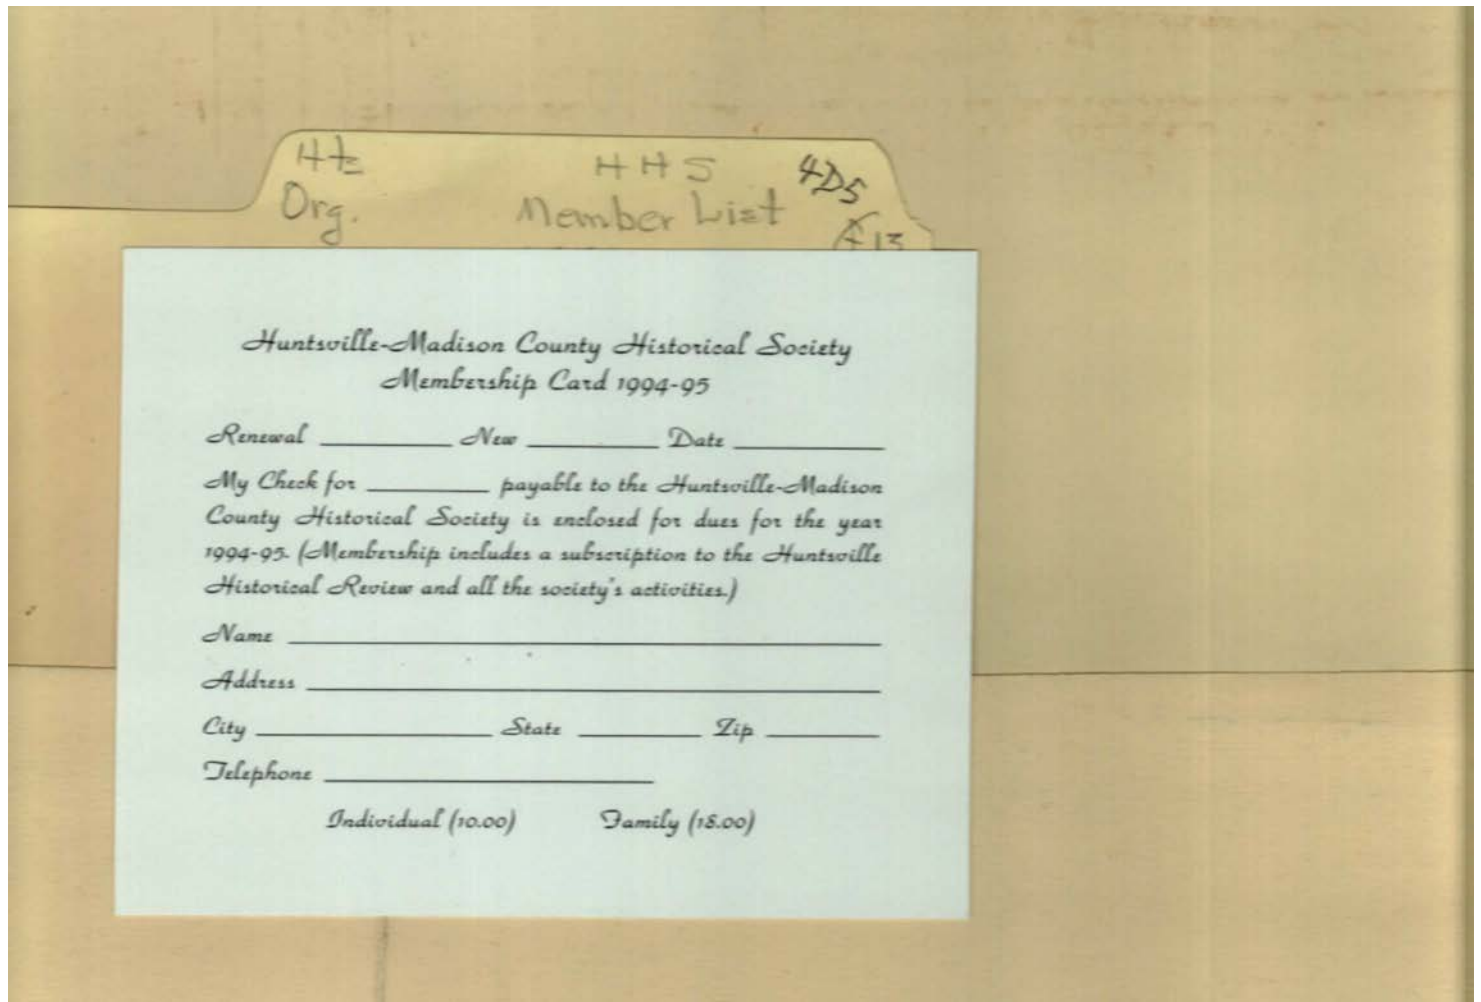 Hts HHS 4D5
Org. Member List
F13
Huntsville-Madison County Historical Society
Membership Card 1994-95
Renewal New Date
My Check for payable to the Huntsville-Madison
County Historical Society is enclosed for dues for the year
1994-95. (Membership includes a subscription to the Huntsville
Historical Review and all the society's activities.)
Name
Address
City State Zip
Telephone
Individual (10.00) Family (18.00)